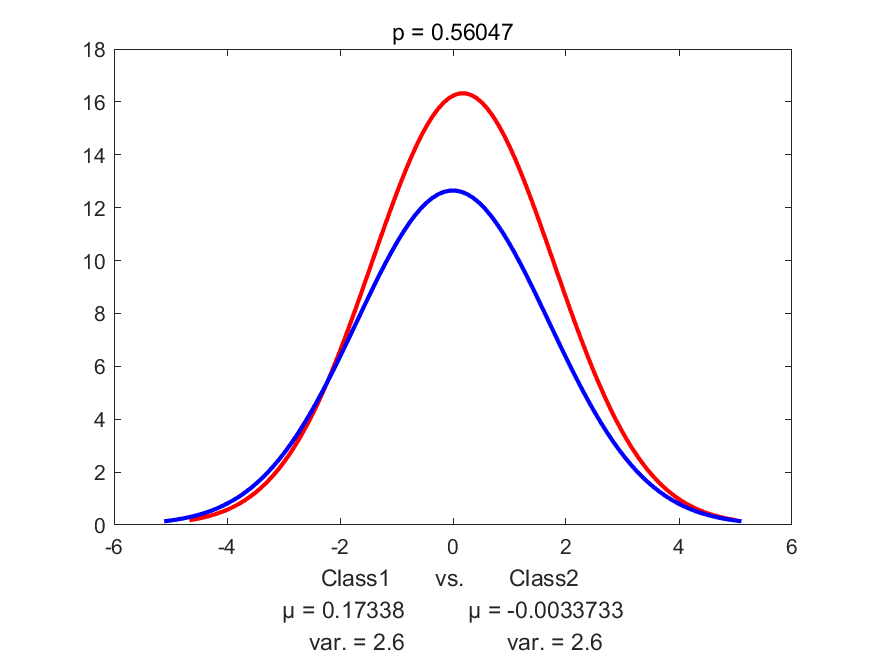 p = 0.56047
18
16
14
12
10
8
6
4
2
0
-6 -4 -2 0 2 4 6
Class1 vs. Class2
μ = 0.17338 μ = -0.0033733
var. = 2.6 var. = 2.6